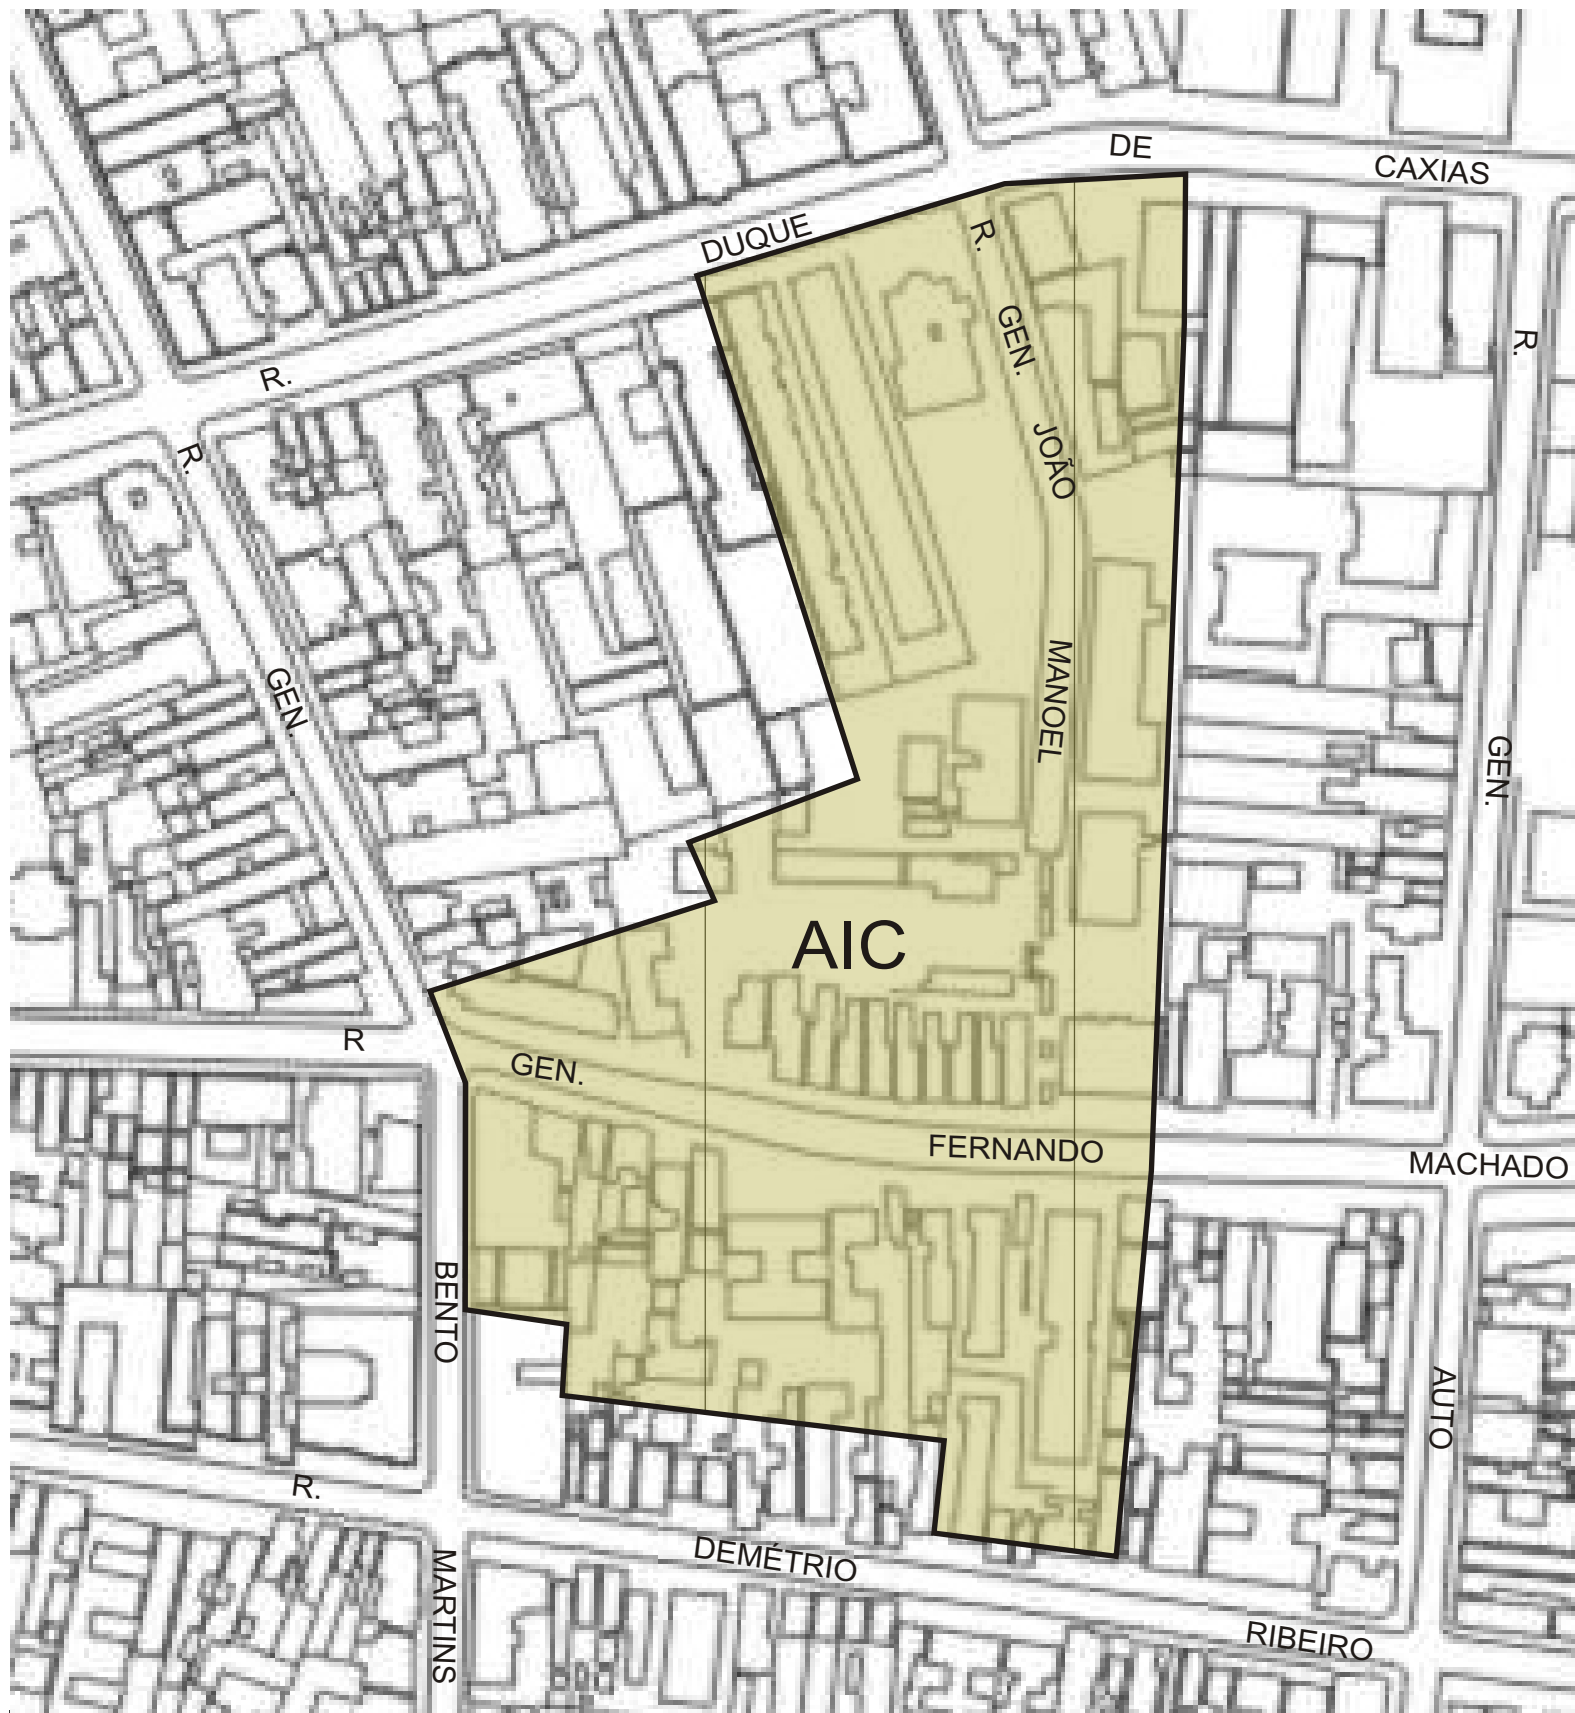 DE
CAXIAS
DUQUE
R.
R.
GEN.
JOÃO
MANOEL
R.
R.
GEN.
GEN.
AIC
R
GEN.
FERNANDO
MACHADO
BENTO
AUTO
R.
DEMÉTRIO
MARTINS
RIBEIRO